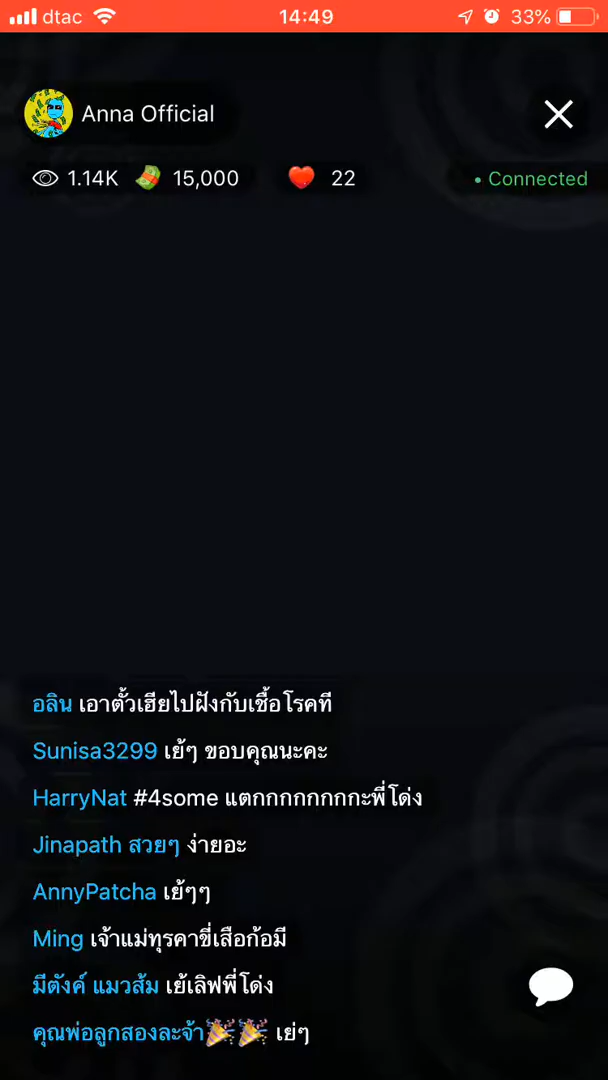 dtac 14:49 33%
Anna Official
1.14K 15,000 22 • Connected
อลิน เอาตั้วเฮียไปฝังกับเชื้อโรคที
Sunisa3299 เย้ๆ ขอบคุณนะคะ
HarryNat #4some แตกกกกกกกกะพี่โด่ง
Jinapath สวยๆ ง่ายอะ
AnnyPatcha เย้ๆๆ
Ming เจ้าแม่ทุรคาขี่เสือก้อมี
มีตังค์ แมวส้ม เย้เลิฟพี่โด่ง
คุณพ่อลูกสองละจ้า🎉🎉 เย่ๆ